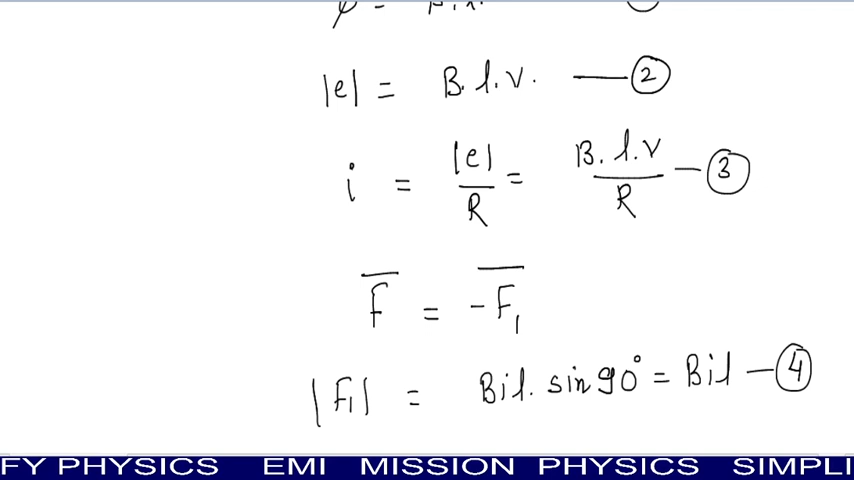 |e| = B.l.v. — ②
i = |e|/R = B.l.v/R — ③
F̅ = -F̅₁
|F₁| = Bil. sin 90° = Bil — ④
FY PHYSICS EMI MISSION PHYSICS SIMPLI